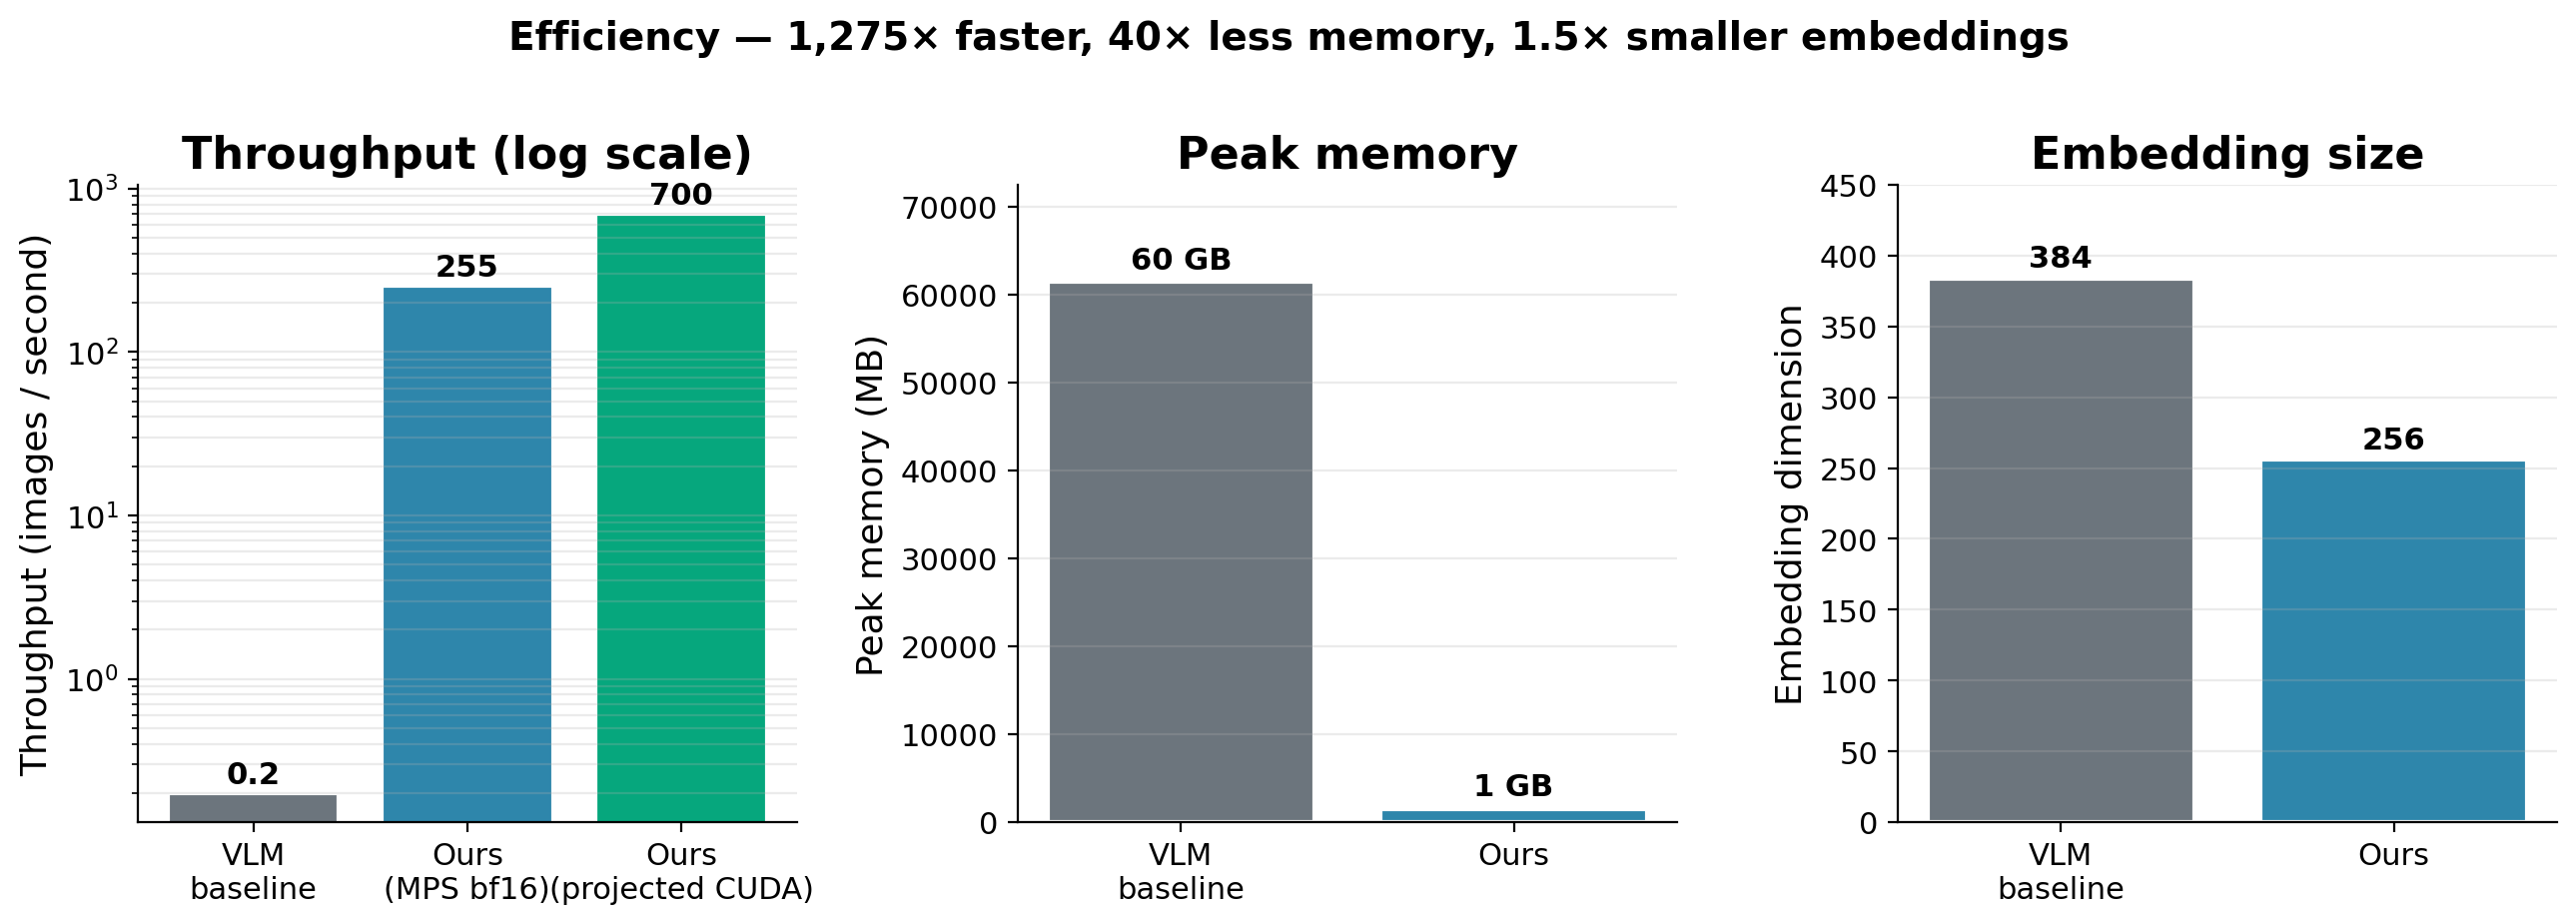 Efficiency — 1,275× faster, 40× less memory, 1.5× smaller embeddings
Throughput (log scale)
Throughput (images / second)
10³
10²
10¹
10⁰
0.2
255
700
VLM
baseline
Ours
(MPS bf16)
Ours
(projected CUDA)
Peak memory
Peak memory (MB)
70000
60000
50000
40000
30000
20000
10000
0
60 GB
1 GB
VLM
baseline
Ours
Embedding size
Embedding dimension
450
400
350
300
250
200
150
100
50
0
384
256
VLM
baseline
Ours